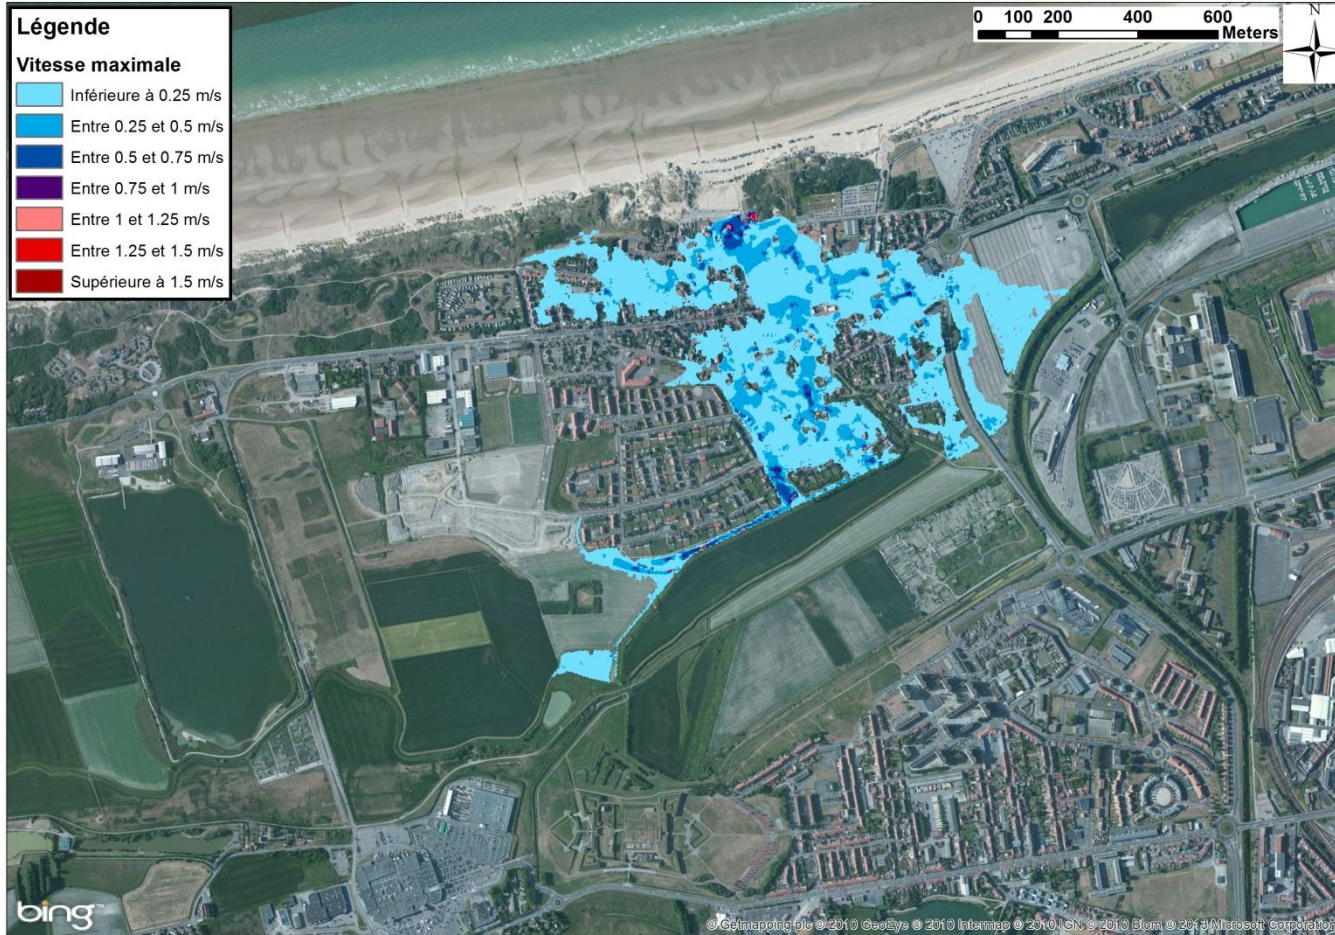 Légende
Vitesse maximale
Inférieure à 0.25 m/s
Entre 0.25 et 0.5 m/s
Entre 0.5 et 0.75 m/s
Entre 0.75 et 1 m/s
Entre 1 et 1.25 m/s
Entre 1.25 et 1.5 m/s
Supérieure à 1.5 m/s
0 100 200 400 600
Meters
N
bing™
© Getmapping plc © 2010 GeoEye © 2010 Intermap © 2010 IGN © 2010 Blom © 2013 Microsoft Corporation